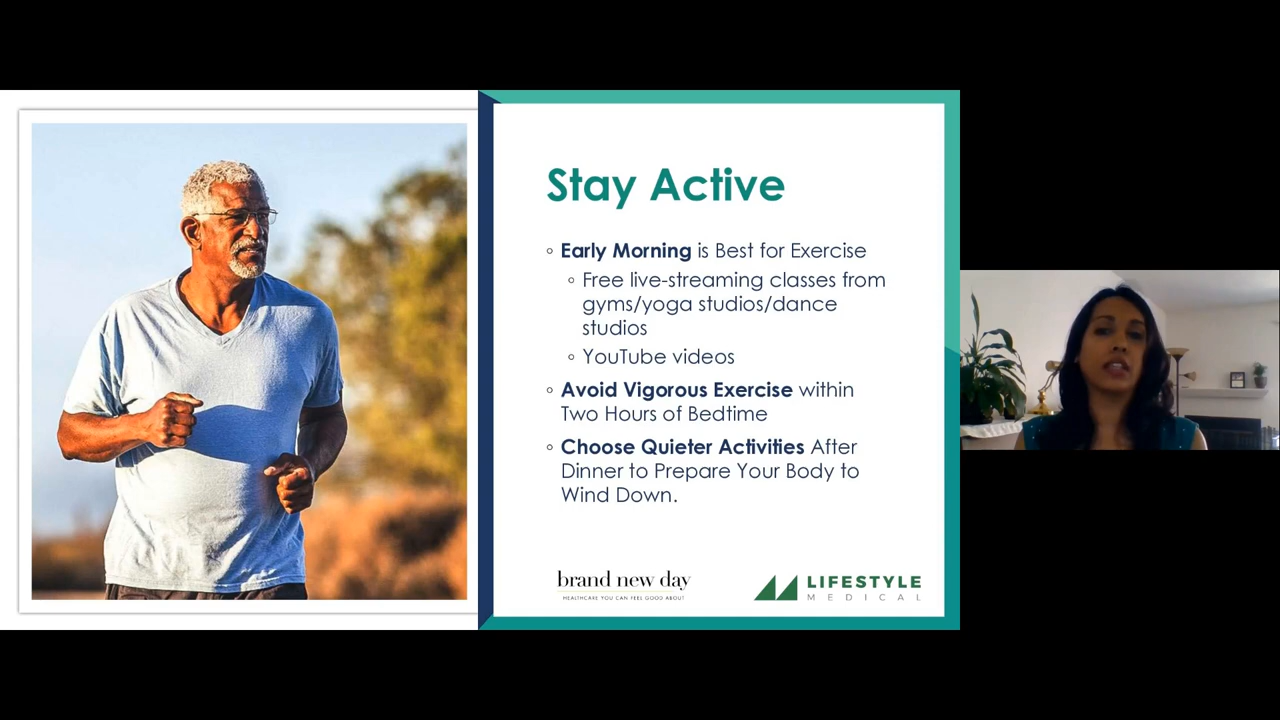 Stay Active
◦ Early Morning is Best for Exercise
◦ Free live-streaming classes from
gyms/yoga studios/dance
studios
◦ YouTube videos
◦ Avoid Vigorous Exercise within
Two Hours of Bedtime
◦ Choose Quieter Activities After
Dinner to Prepare Your Body to
Wind Down.
brand new day
HEALTHCARE YOU CAN FEEL GOOD ABOUT
LIFESTYLE
MEDICAL